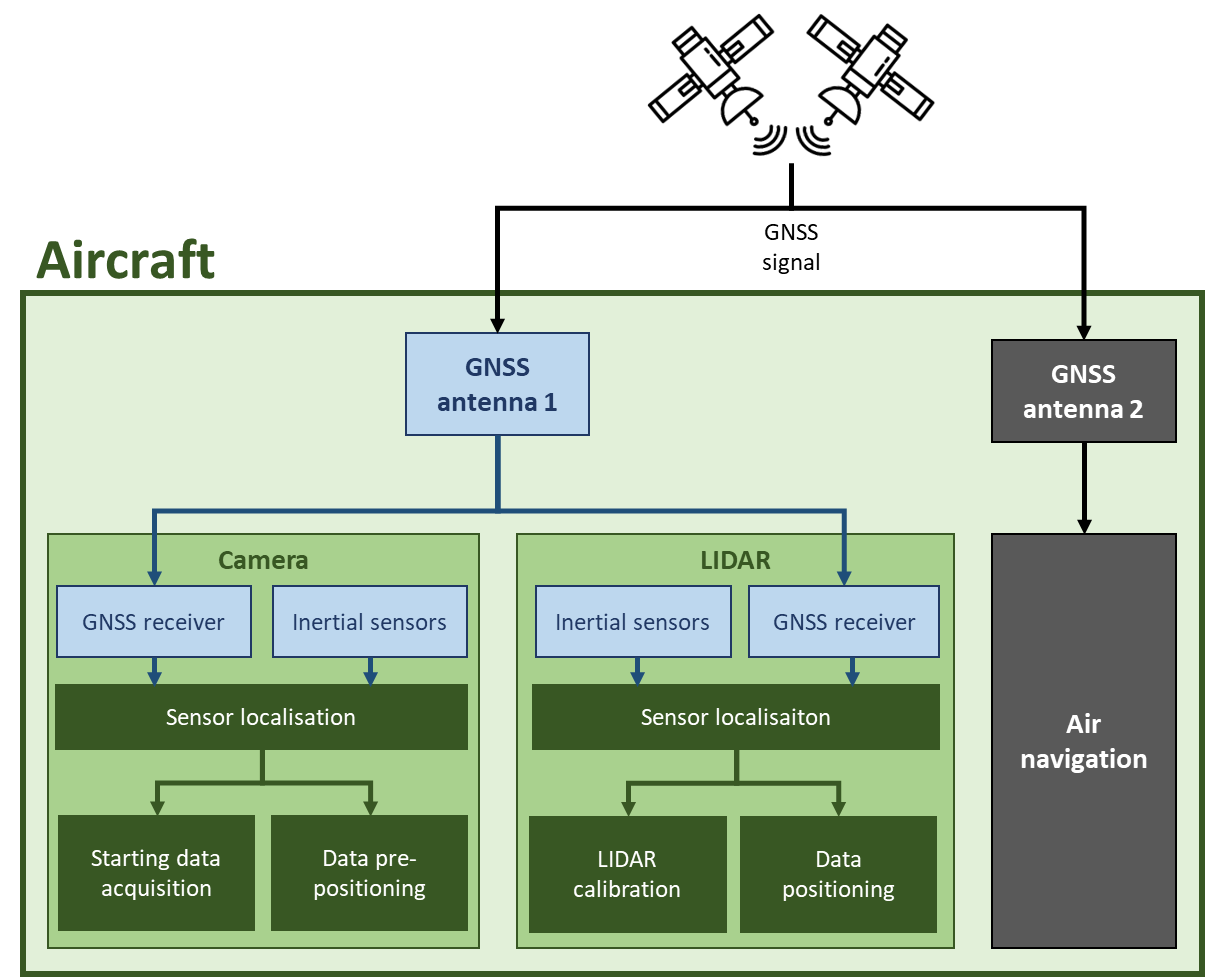 GNSS
signal
Aircraft
GNSS
antenna 1
GNSS
antenna 2
Camera
GNSS receiver
Inertial sensors
Sensor localisation
Starting data
acquisition
Data pre-
positioning
LIDAR
Inertial sensors
GNSS receiver
Sensor localisaiton
LIDAR
calibration
Data
positioning
Air
navigation